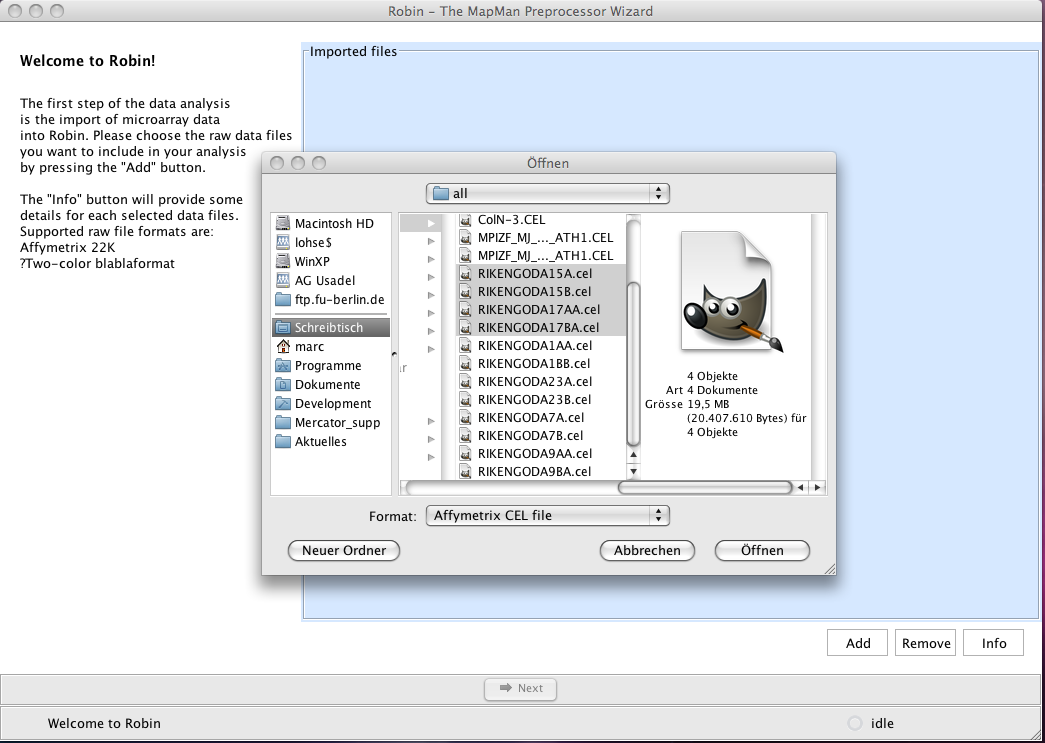 Robin – The MapMan Preprocessor Wizard
Welcome to Robin!
The first step of the data analysis
is the import of microarray data
into Robin. Please choose the raw data files
you want to include in your analysis
by pressing the "Add" button.
The "Info" button will provide some
details for each selected data files.
Supported raw file formats are:
Affymetrix 22K
?Two-color blablaformat
Imported files
Öffnen
all
Macintosh HD
lohse$
WinXP
AG Usadel
ftp.fu-berlin.de
Schreibtisch
marc
Programme
Dokumente
Development
Mercator_supp
Aktuelles
ColN-3.CEL
MPIZF_MJ_..._ATH1.CEL
MPIZF_MJ_..._ATH1.CEL
RIKENGODA15A.cel
RIKENGODA15B.cel
RIKENGODA17AA.cel
RIKENGODA17BA.cel
RIKENGODA1AA.cel
RIKENGODA1BB.cel
RIKENGODA23A.cel
RIKENGODA23B.cel
RIKENGODA7A.cel
RIKENGODA7B.cel
RIKENGODA9AA.cel
RIKENGODA9BA.cel
4 Objekte
Art 4 Dokumente
Grösse 19,5 MB
(20.407.610 Bytes) für
4 Objekte
Format: Affymetrix CEL file
Neuer Ordner
Abbrechen
Öffnen
Add
Remove
Info
Next
Welcome to Robin
idle